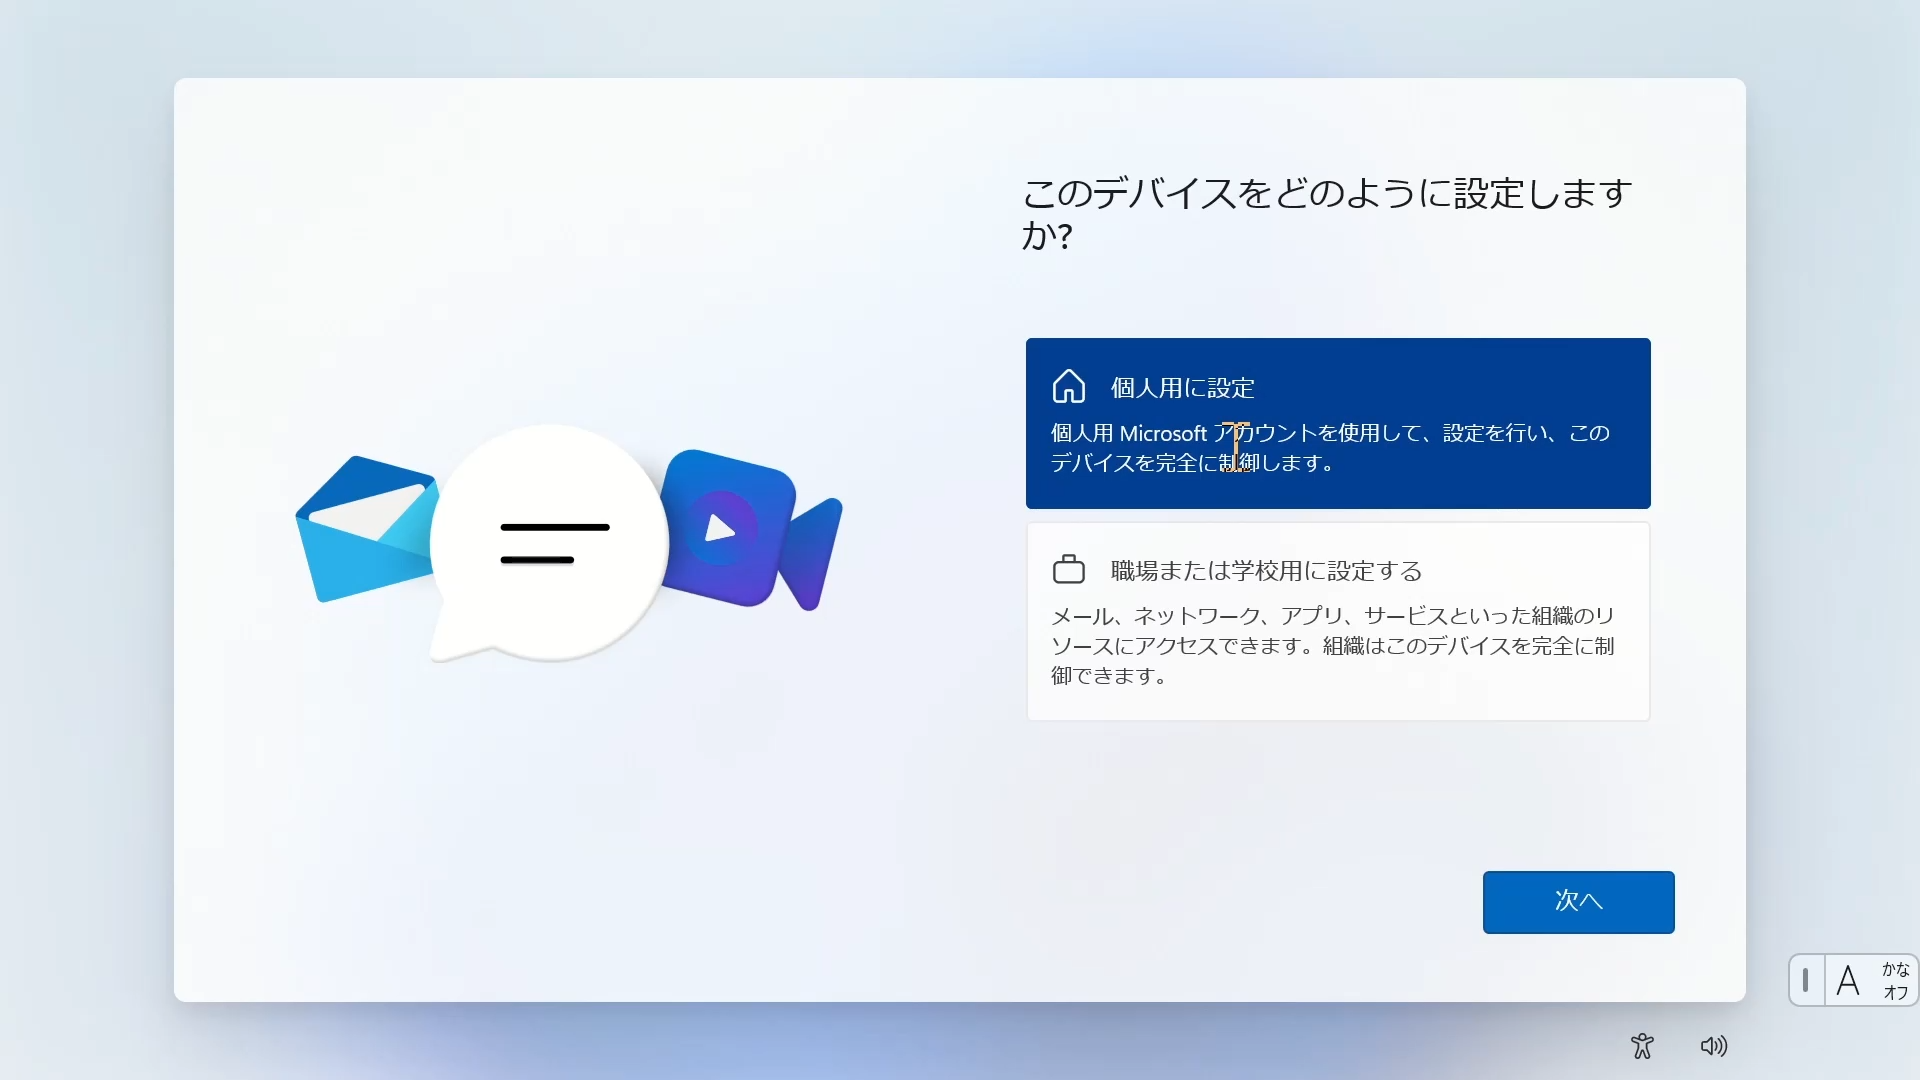 このデバイスをどのように設定します
か?
個人用に設定
個人用 Microsoft アカウントを使用して、設定を行い、この
デバイスを完全に制御します。
職場または学校用に設定する
メール、ネットワーク、アプリ、サービスといった組織のリ
ソースにアクセスできます。組織はこのデバイスを完全に制
御できます。
次へ
A
かな
オフ